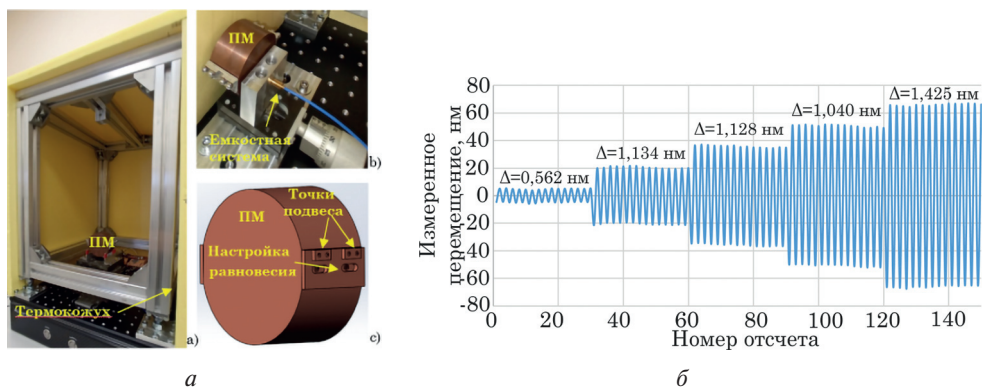 ПМ
Термокожух
a)
ПМ
Емкостная
система
b)
Точки
подвеса
ПМ
Настройка
равновесия
c)
а
Измеренное
перемещение, нм
80
60
40
20
0
-20
-40
-60
-80
Δ=0,562 нм
Δ=1,134 нм
Δ=1,128 нм
Δ=1,040 нм
Δ=1,425 нм
0 20 40 60 80 100 120 140
Номер отсчета
б